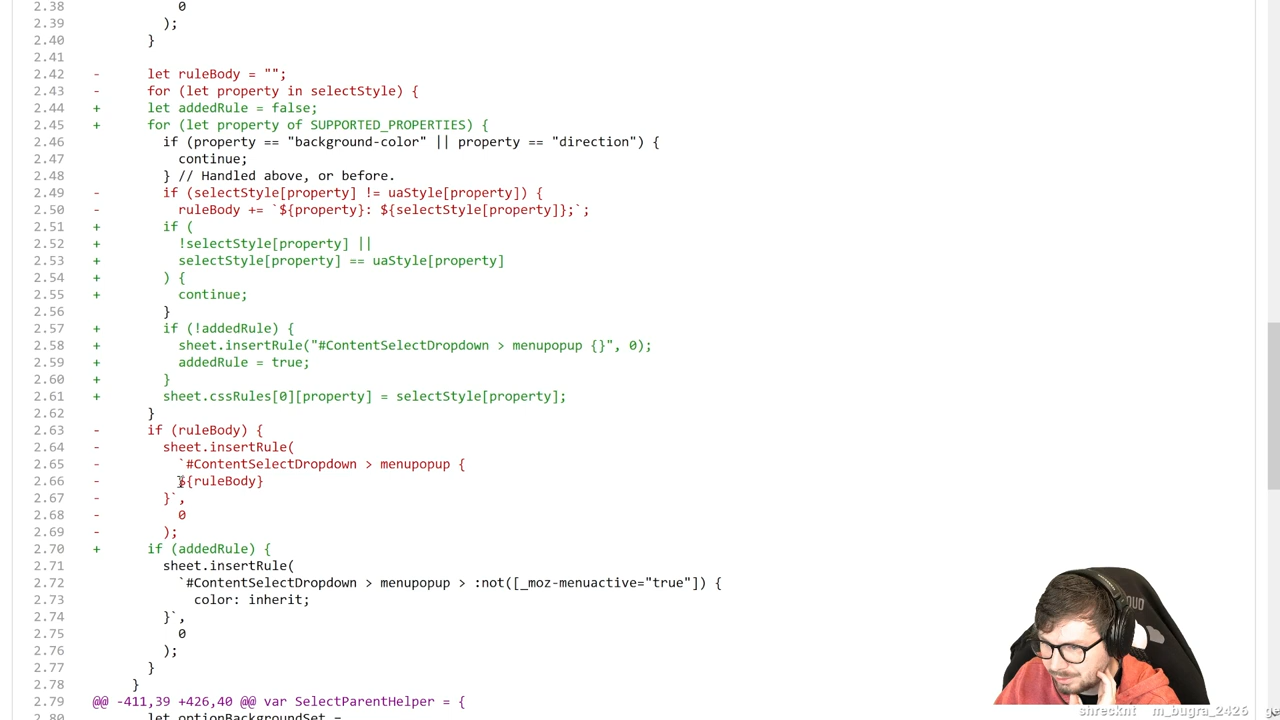 2.38 0
2.39 );
2.40 }
2.41
2.42 - let ruleBody = "";
2.43 - for (let property in selectStyle) {
2.44 + let addedRule = false;
2.45 + for (let property of SUPPORTED_PROPERTIES) {
2.46 if (property == "background-color" || property == "direction") {
2.47 continue;
2.48 } // Handled above, or before.
2.49 - if (selectStyle[property] != uaStyle[property]) {
2.50 - ruleBody += `${property}: ${selectStyle[property]};`;
2.51 + if (
2.52 + !selectStyle[property] ||
2.53 + selectStyle[property] == uaStyle[property]
2.54 + ) {
2.55 + continue;
2.56 }
2.57 + if (!addedRule) {
2.58 + sheet.insertRule("#ContentSelectDropdown > menupopup {}", 0);
2.59 + addedRule = true;
2.60 + }
2.61 + sheet.cssRules[0][property] = selectStyle[property];
2.62 }
2.63 - if (ruleBody) {
2.64 - sheet.insertRule(
2.65 - `#ContentSelectDropdown > menupopup {
2.66 - ${ruleBody}
2.67 - }`,
2.68 - 0
2.69 - );
2.70 + if (addedRule) {
2.71 sheet.insertRule(
2.72 `#ContentSelectDropdown > menupopup > :not([_moz-menuactive="true"]) {
2.73 color: inherit;
2.74 }`,
2.75 0
2.76 );
2.77 }
2.78 }
2.79 @@ -411,39 +426,40 @@ var SelectParentHelper = {
2.80 let optionBackgroundSet =
shrecknt m_bugra_2426 ge